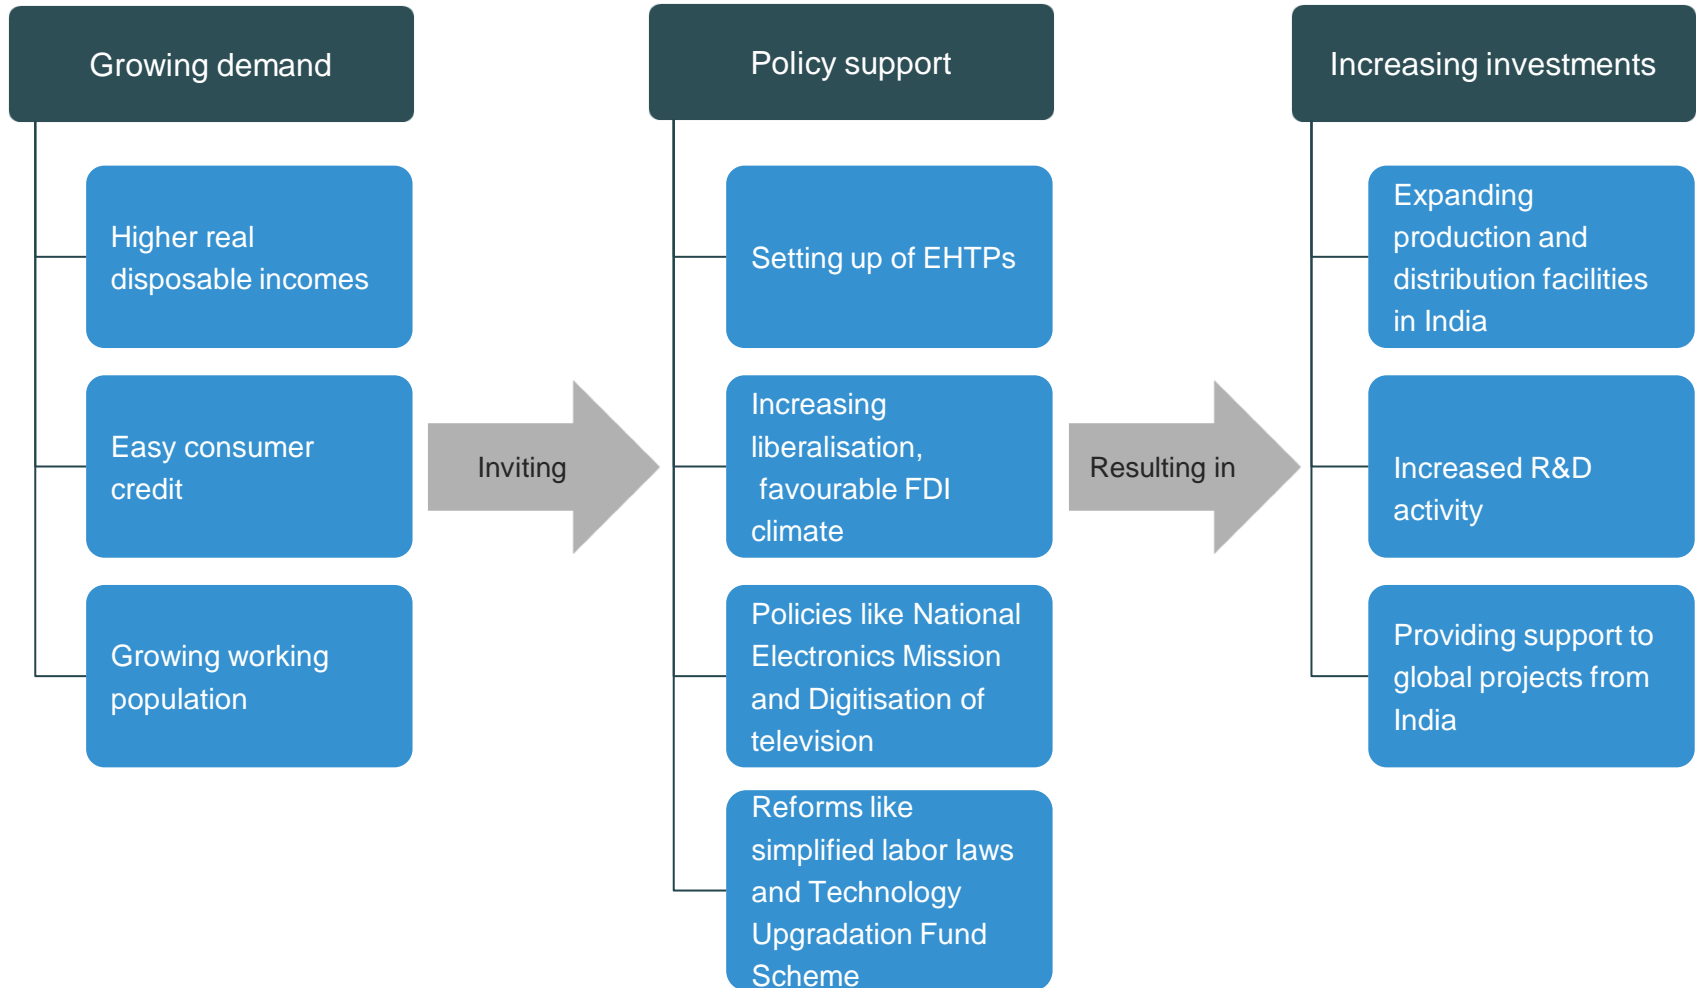 Growing demand
Higher real
disposable incomes
Easy consumer
credit
Growing working
population
Inviting
Policy support
Setting up of EHTPs
Increasing
liberalisation,
favourable FDI
climate
Policies like National
Electronics Mission
and Digitisation of
television
Reforms like
simplified labor laws
and Technology
Upgradation Fund
Scheme
Resulting in
Increasing investments
Expanding
production and
distribution facilities
in India
Increased R&D
activity
Providing support to
global projects from
India